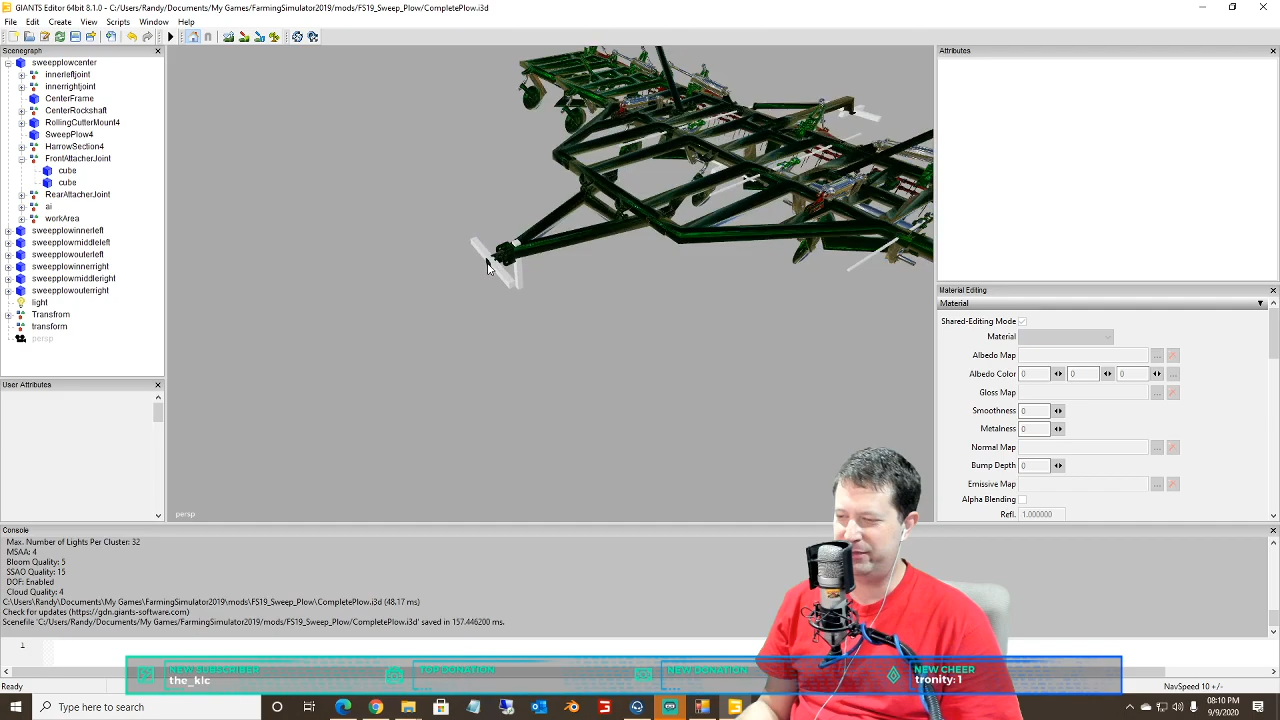 GIANTS Editor 64bit 8.1.0 - C:/Users/Randy/Documents/My Games/FarmingSimulator2019/mods/FS19_Sweep_Plow/CompletePlow.i3d
File Edit Create View Scripts Window Help
Scenegraph
sweepplowcenter
innerleftjoint
innerrightjoint
CenterFrame
CenterRockshaft
RollingCutterMount4
SweepPlow4
HarrowSection4
FrontAttacherJoint
cube
cube
RearAttacherJoint
ai
workArea
sweepplowinnerleft
sweepplowmiddleleft
sweepplowouterleft
sweepplowinnerright
sweepplowmiddleright
sweepplowouterright
light
Transfrom
transform
persp
User Attributes
persp
Attributes
Material Editing
Material
Shared-Editing Mode
Material
Albedo Map ...
Albedo Color 0 0 0 ...
Gloss Map ...
Smoothness 0
Metalness 0
Normal Map ...
Bump Depth 0
Emissive Map ...
Alpha Blending
Refl. 1.000000
Console
Max. Number of Lights Per Cluster: 32
MSAA: 4
Bloom Quality: 5
SSAO Quality: 15
DOF: Enabled
Cloud Quality: 4
C:\Users\Randy\Documents\My Games\FarmingSimulator2019\mods\FS19_Sweep_Plow\CompletePlow.i3d (48.17 ms)
Check for updates (https://gdn.giants-software.com)
Scenefile 'C:/Users/Randy/Documents/My Games/FarmingSimulator2019/mods/FS19_Sweep_Plow/CompletePlow.i3d' saved in 157.446200 ms.
NEW SUBSCRIBER
the_klc
TOP DONATION
NEW DONATION
NEW CHEER
tronity: 1
Ready
NavSpeed 10 +/-
Type here to search
08:10 PM
9/9/2020